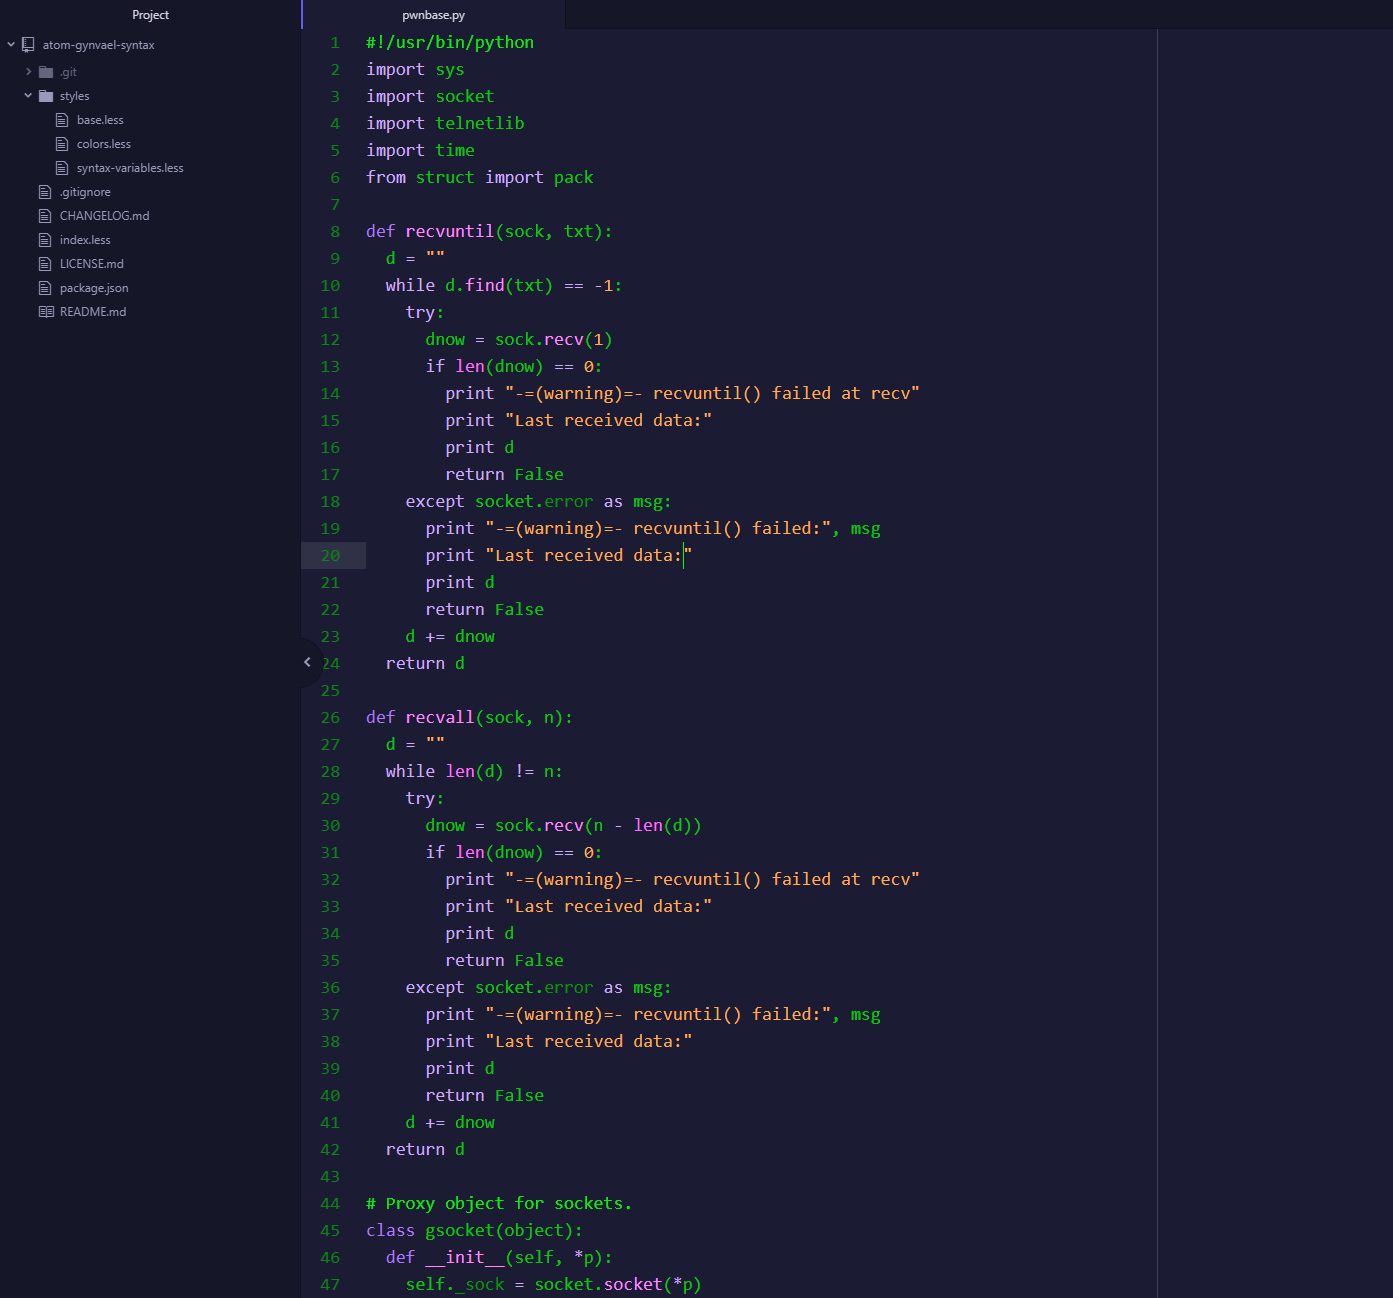 Project
atom-gynvael-syntax
.git
styles
base.less
colors.less
syntax-variables.less
.gitignore
CHANGELOG.md
index.less
LICENSE.md
package.json
README.md
pwnbase.py
1 #!/usr/bin/python
2 import sys
3 import socket
4 import telnetlib
5 import time
6 from struct import pack
7
8 def recvuntil(sock, txt):
9   d = ""
10   while d.find(txt) == -1:
11     try:
12       dnow = sock.recv(1)
13       if len(dnow) == 0:
14         print "-=(warning)=- recvuntil() failed at recv"
15         print "Last received data:"
16         print d
17         return False
18     except socket.error as msg:
19       print "-=(warning)=- recvuntil() failed:", msg
20       print "Last received data:"
21       print d
22       return False
23     d += dnow
24   return d
25
26 def recvall(sock, n):
27   d = ""
28   while len(d) != n:
29     try:
30       dnow = sock.recv(n - len(d))
31       if len(dnow) == 0:
32         print "-=(warning)=- recvuntil() failed at recv"
33         print "Last received data:"
34         print d
35         return False
36     except socket.error as msg:
37       print "-=(warning)=- recvuntil() failed:", msg
38       print "Last received data:"
39       print d
40       return False
41     d += dnow
42   return d
43
44 # Proxy object for sockets.
45 class gsocket(object):
46   def __init__(self, *p):
47     self._sock = socket.socket(*p)